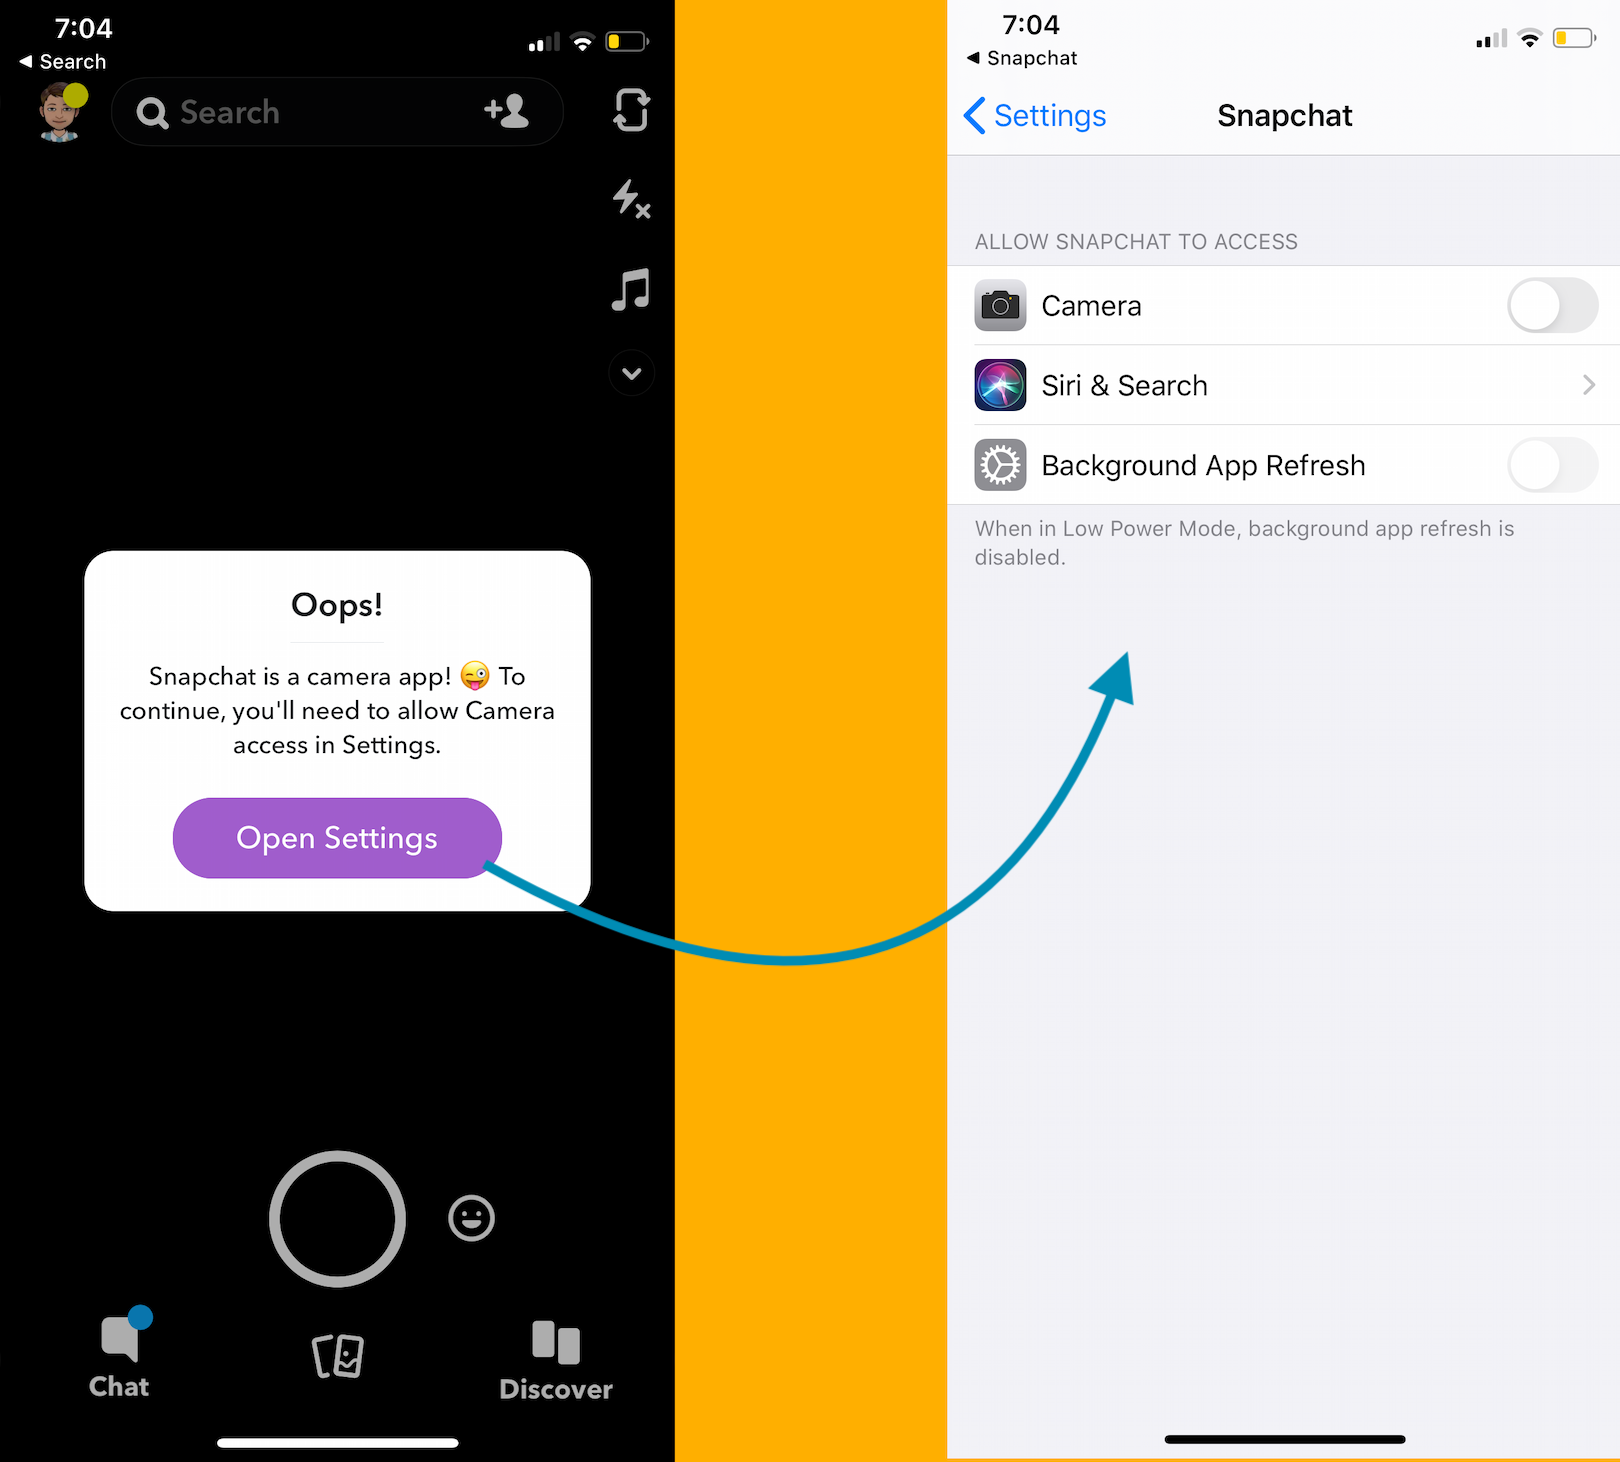 7:04
◀ Search
Search
Oops!
Snapchat is a camera app! 😜 To
continue, you'll need to allow Camera
access in Settings.
Open Settings
Chat
Discover
7:04
◀ Snapchat
Settings
Snapchat
ALLOW SNAPCHAT TO ACCESS
Camera
Siri & Search
Background App Refresh
When in Low Power Mode, background app refresh is
disabled.